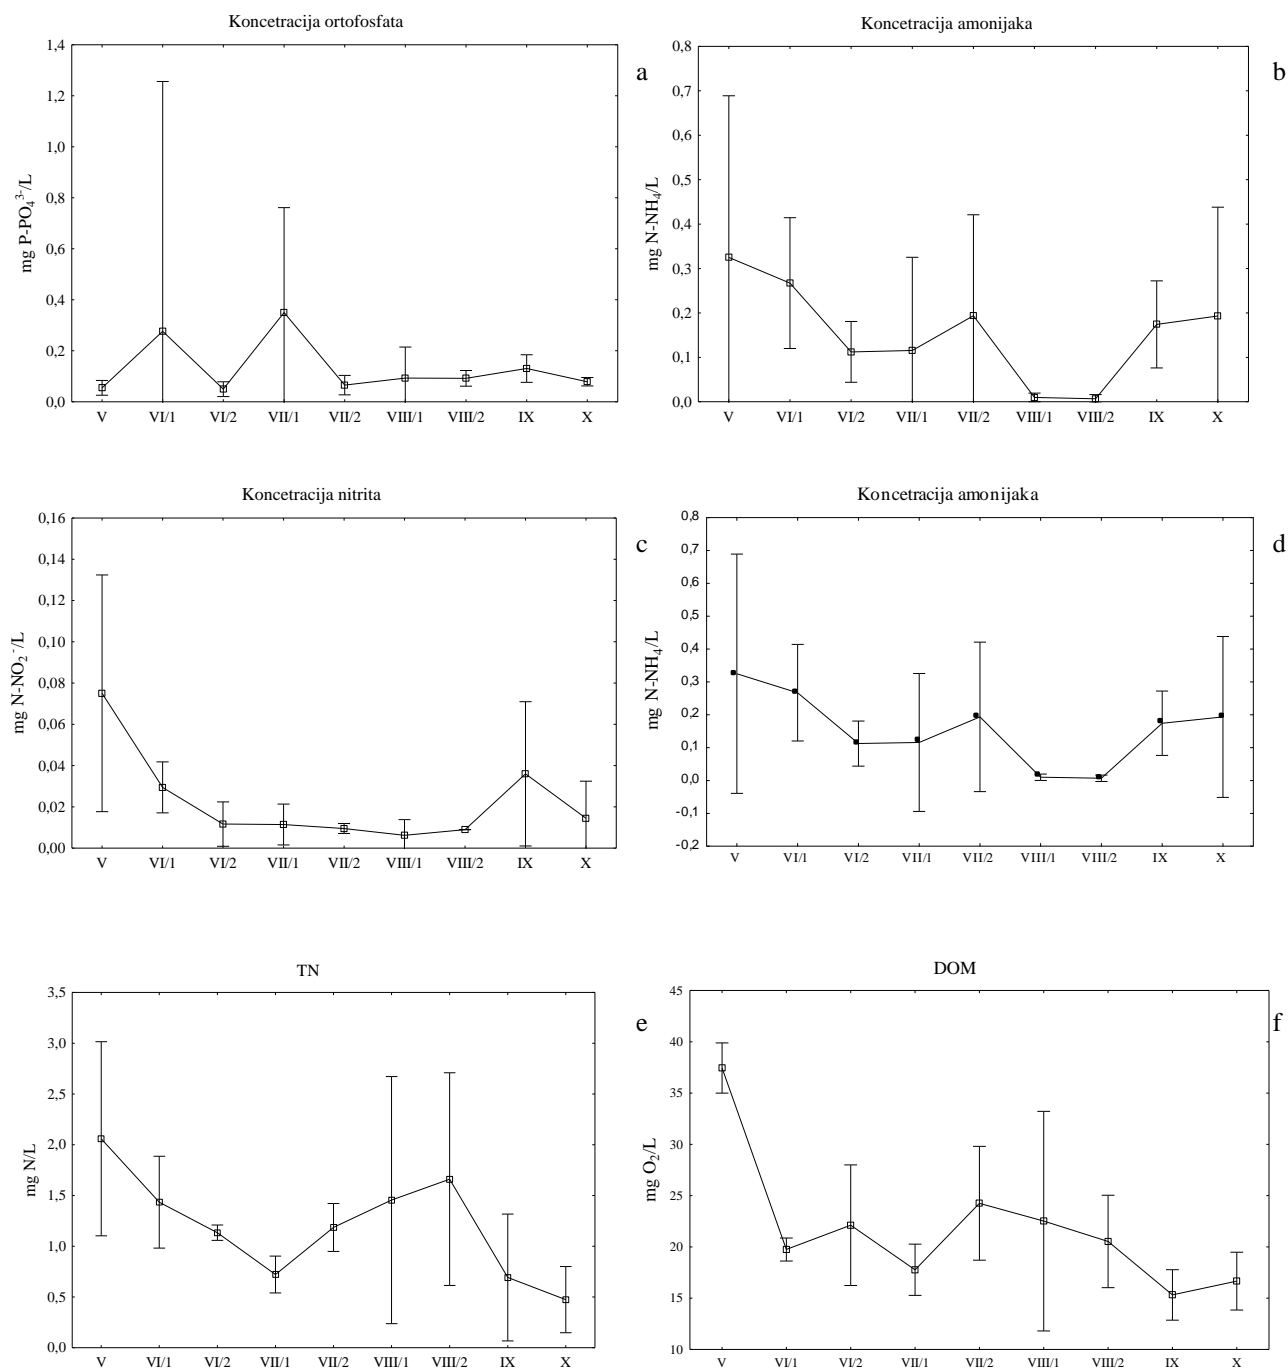 Koncetracija ortofosfata
a
mg P-PO₄³⁻/L
1,4
1,2
1,0
0,8
0,6
0,4
0,2
0,0
V VI/1 VI/2 VII/1 VII/2 VIII/1 VIII/2 IX X
Koncetracija amonijaka
b
mg N-NH₄/L
0,8
0,7
0,6
0,5
0,4
0,3
0,2
0,1
0,0
V VI/1 VI/2 VII/1 VII/2 VIII/1 VIII/2 IX X
Koncetracija nitrita
c
mg N-NO₂⁻/L
0,16
0,14
0,12
0,10
0,08
0,06
0,04
0,02
0,00
V VI/1 VI/2 VII/1 VII/2 VIII/1 VIII/2 IX X
Koncetracija amonijaka
d
mg N-NH₄/L
0,8
0,7
0,6
0,5
0,4
0,3
0,2
0,1
0,0
-0,1
-0,2
V VI/1 VI/2 VII/1 VII/2 VIII/1 VIII/2 IX X
TN
e
mg N/L
3,5
3,0
2,5
2,0
1,5
1,0
0,5
0,0
V VI/1 VI/2 VII/1 VII/2 VIII/1 VIII/2 IX X
DOM
f
mg O₂/L
45
40
35
30
25
20
15
10
V VI/1 VI/2 VII/1 VII/2 VIII/1 VIII/2 IX X